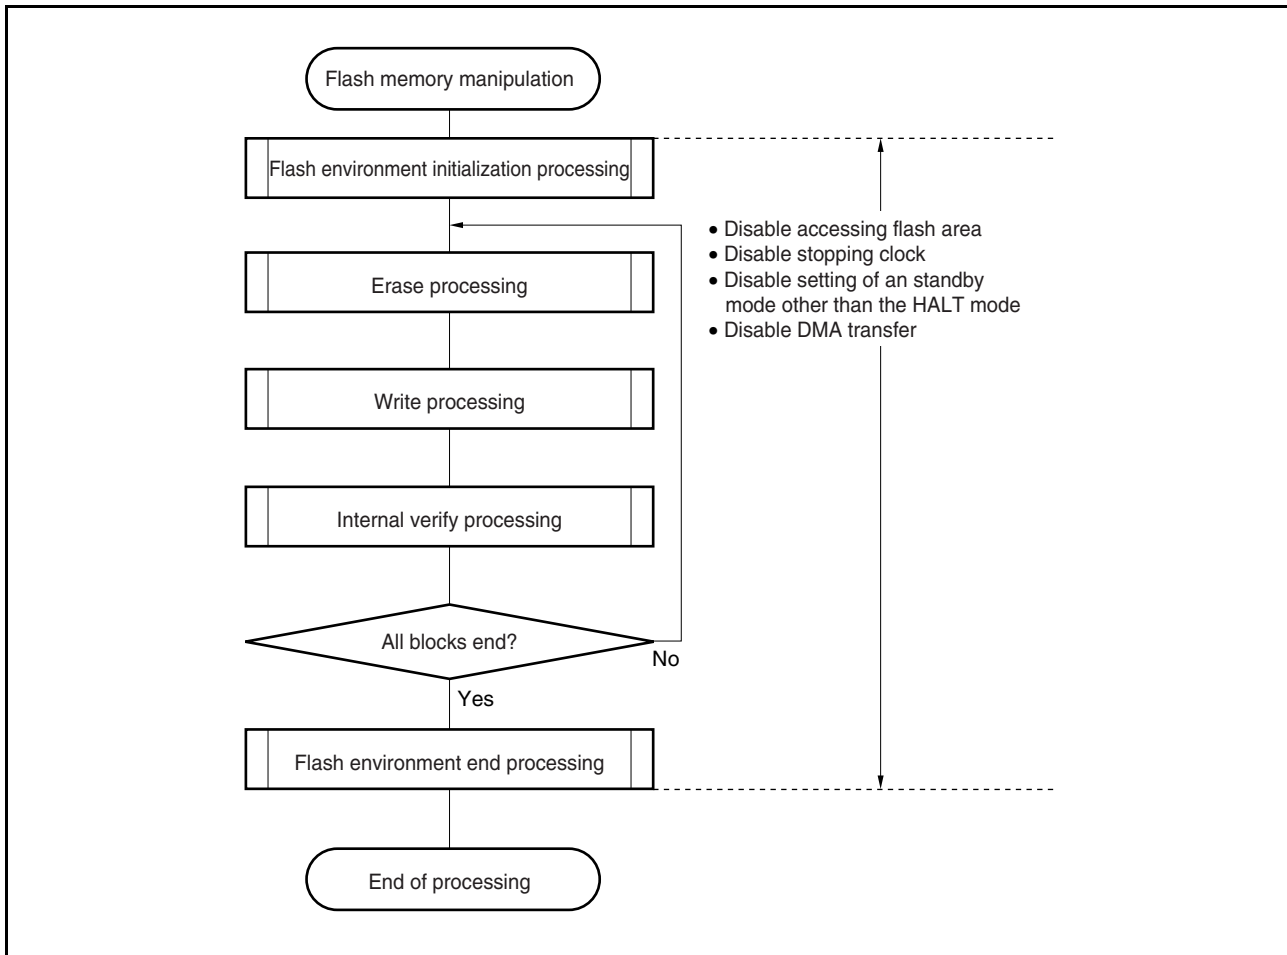 Flash memory manipulation
Flash environment initialization processing
• Disable accessing flash area
• Disable stopping clock
• Disable setting of an standby
mode other than the HALT mode
• Disable DMA transfer
Erase processing
Write processing
Internal verify processing
All blocks end?
No
Yes
Flash environment end processing
End of processing